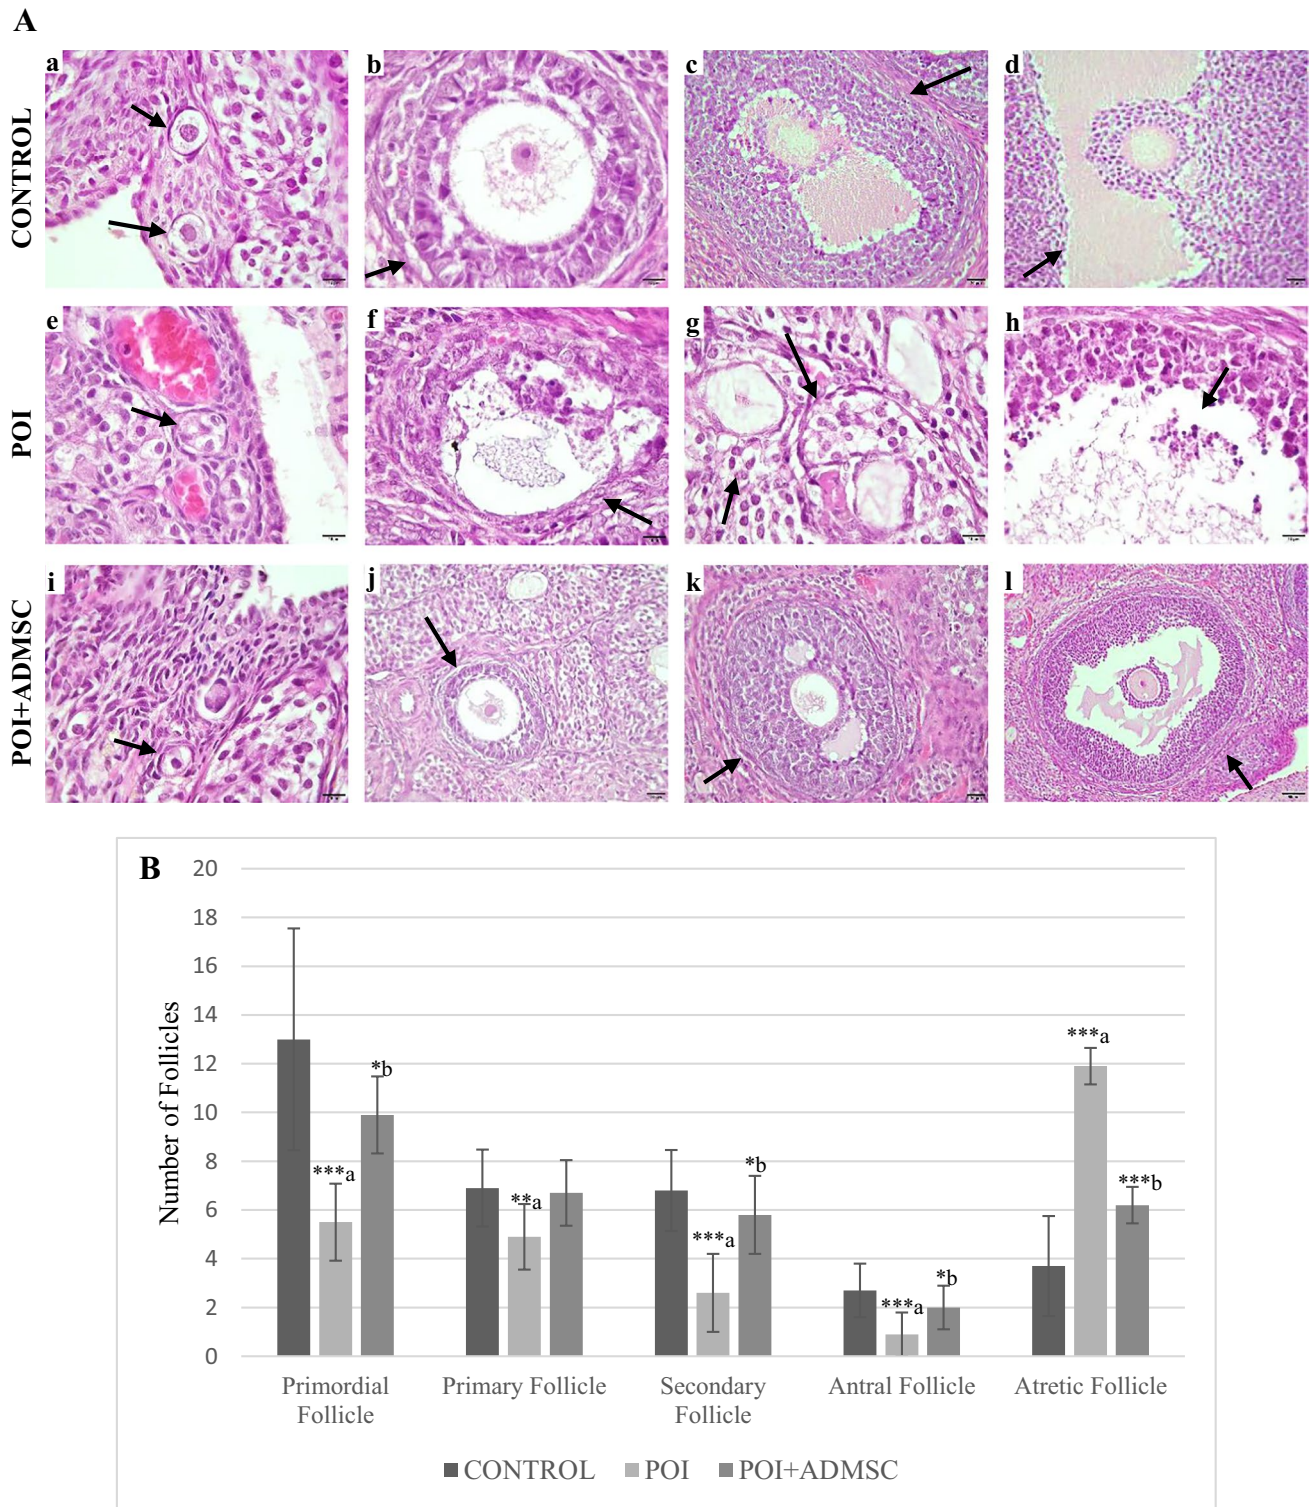 A
CONTROL
a
b
c
d
POI
e
f
g
h
POI+ADMSC
i
j
k
l
B
Number of Follicles
20
18
16
14
12
10
8
6
4
2
0
***a
*b
**a
***a
*b
***a
*b
***a
***b
Primordial Follicle
Primary Follicle
Secondary Follicle
Antral Follicle
Atretic Follicle
CONTROL POI POI+ADMSC